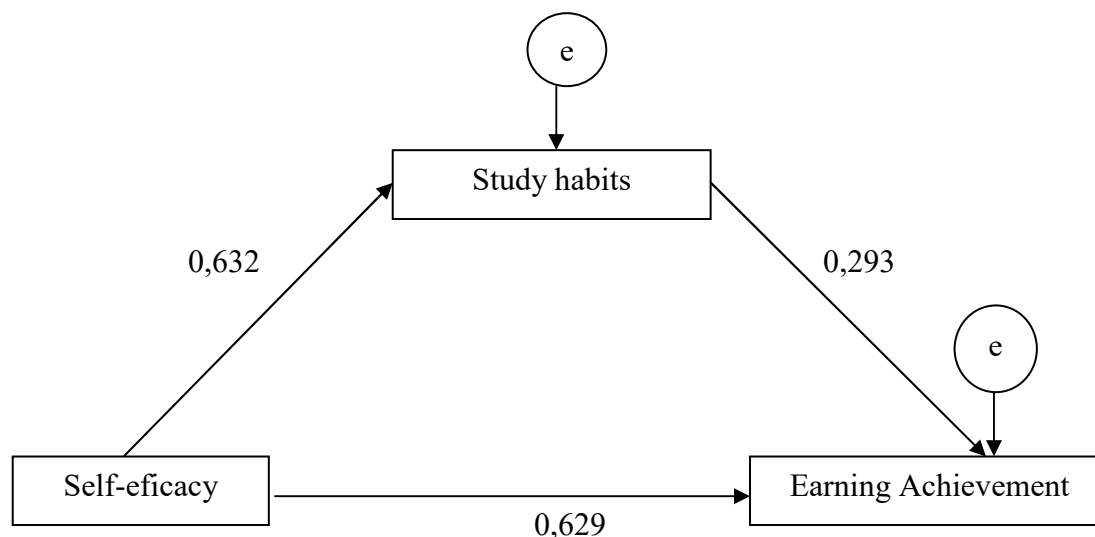 e
Study habits
0,632
0,293
e
Self-eficacy
Earning Achievement
0,629